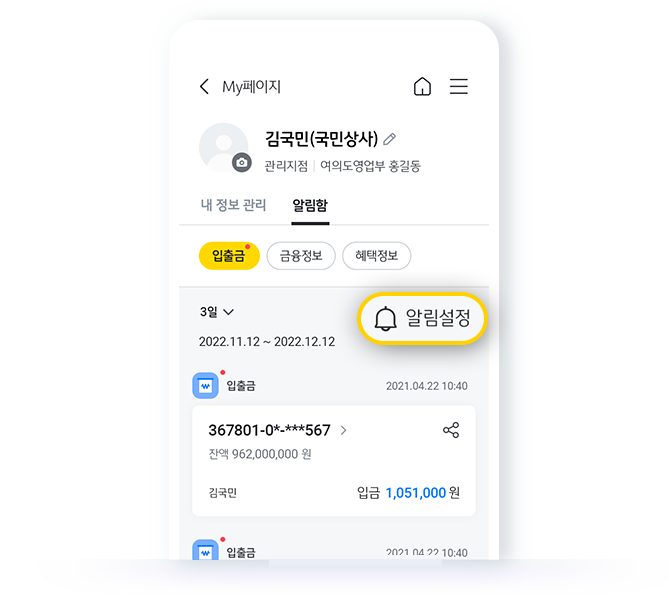 My페이지
김국민(국민상사)
관리지점 | 여의도영업부 홍길동
내 정보 관리 알림함
입출금 금융정보 혜택정보
3일 알림설정
2022.11.12 ~ 2022.12.12
입출금 2021.04.22 10:40
367801-0*-***567
잔액 962,000,000 원
김국민 입금 1,051,000 원
입출금 2021.04.22 10:40